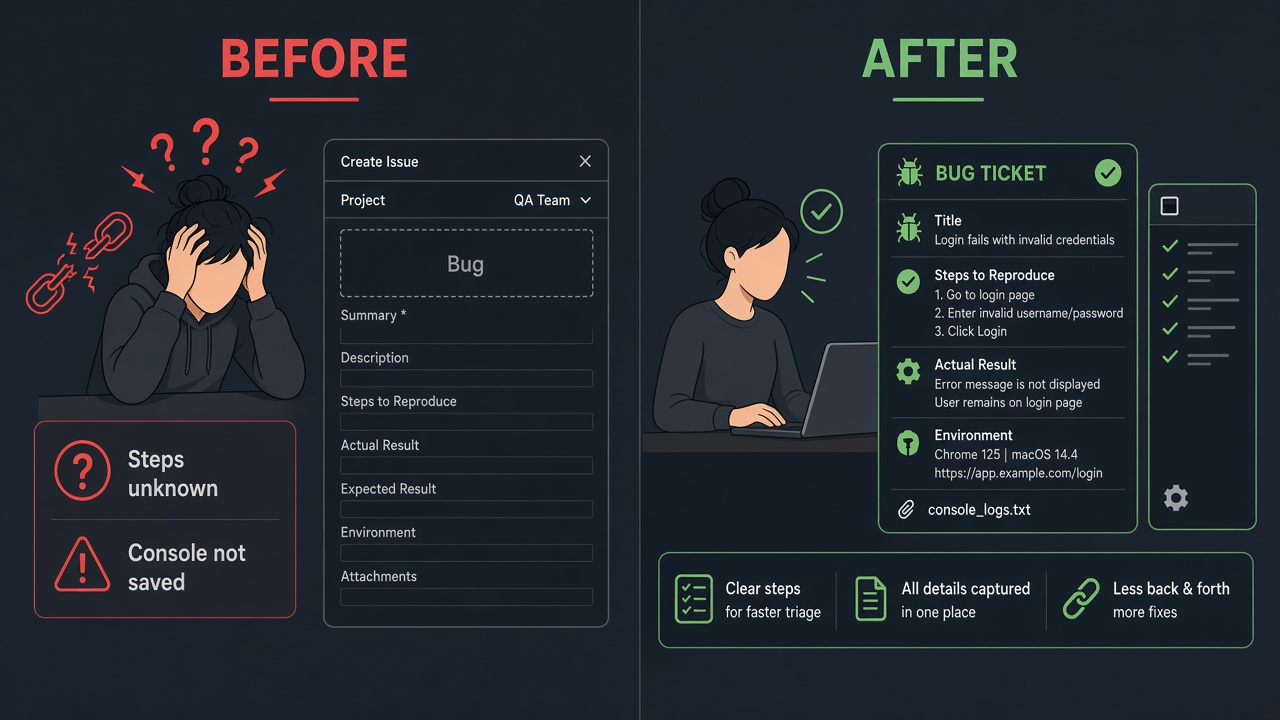 BEFORE
? ? ?
Create Issue
Project
QA Team
Bug
Summary *
Description
Steps to Reproduce
Actual Result
Expected Result
Environment
Attachments
?
Steps
unknown
!
Console not
saved
AFTER
BUG TICKET
Title
Login fails with invalid credentials
Steps to Reproduce
1. Go to login page
2. Enter invalid username/password
3. Click Login
Actual Result
Error message is not displayed
User remains on login page
Environment
Chrome 125 | macOS 14.4
https://app.example.com/login
console_logs.txt
Clear steps
for faster triage
All details captured
in one place
Less back & forth
more fixes